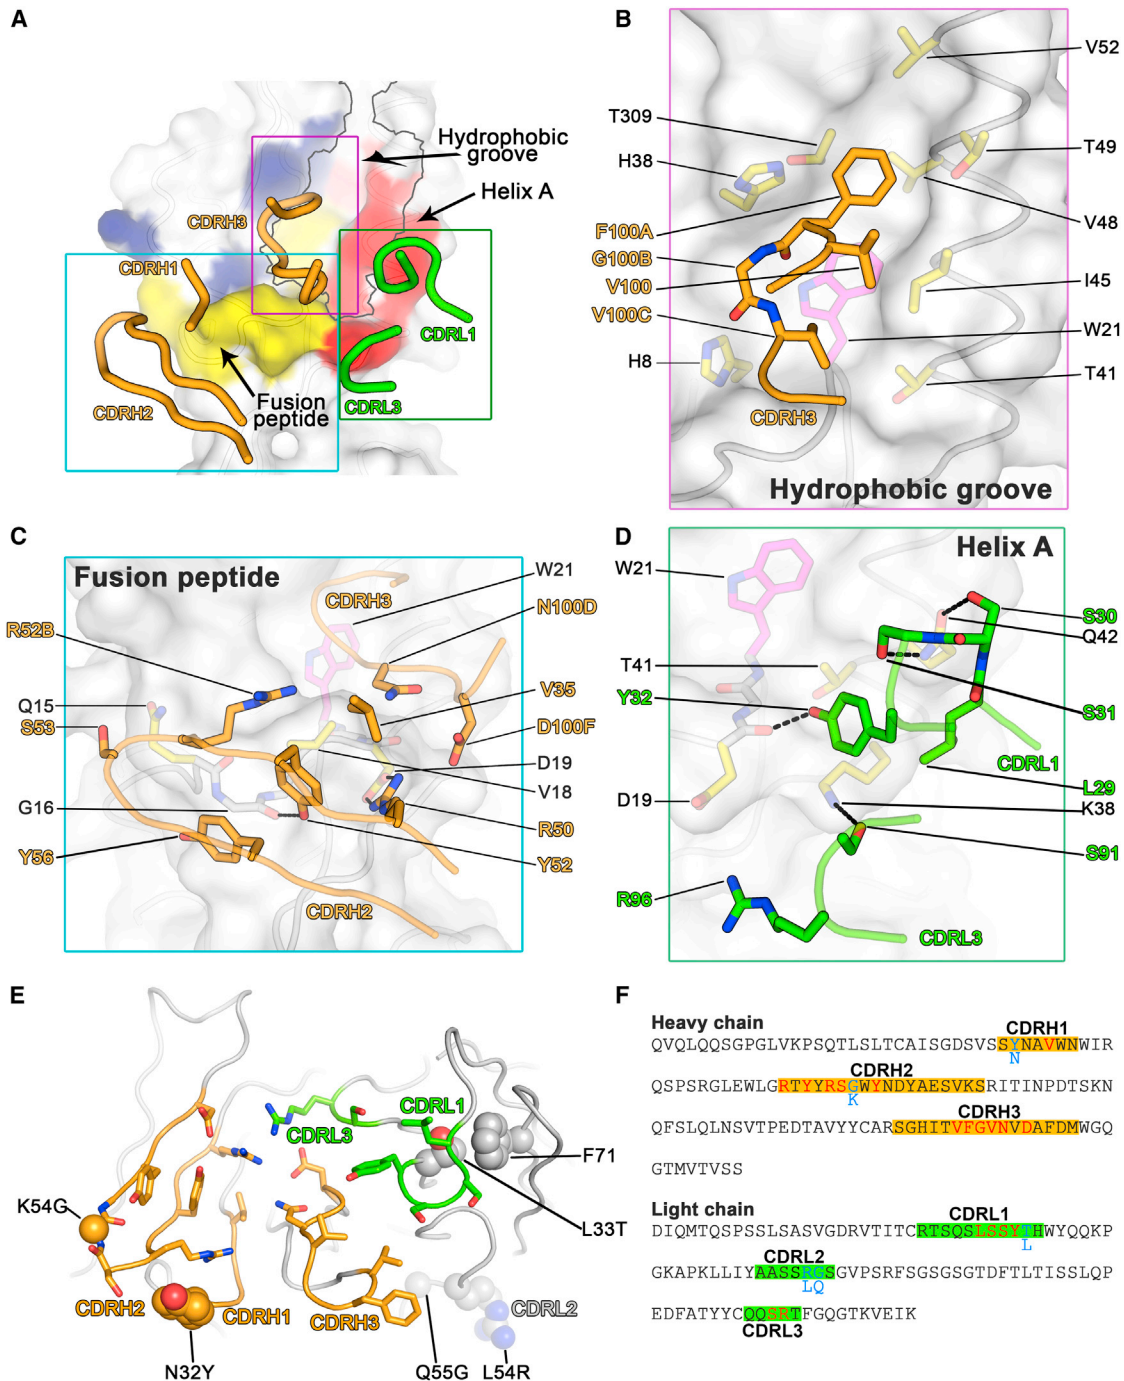 A
Hydrophobic
groove
Helix A
CDRH3
CDRH1
CDRH2
Fusion
peptide
CDRL1
CDRL3
B
V52
T309
H38
T49
V48
F100A
G100B
V100
V100C
I45
W21
H8
T41
CDRH3
Hydrophobic groove
C
Fusion peptide
W21
CDRH3
N100D
R52B
V35
Q15
S53
D100F
D19
V18
G16
R50
Y56
Y52
CDRH2
D
Helix A
W21
S30
Q42
T41
Y32
S31
CDRL1
L29
D19
K38
S91
R96
CDRL3
E
CDRL1
CDRL3
F71
K54G
L33T
CDRH2
CDRH1
CDRH3
CDRL2
N32Y
Q55G
L54R
F
Heavy chain
CDRH1
QVQLQQSGPGLVKPSQTLSLTCAISGDSVSSYNAVWNWIR
N
CDRH2
QSPSRGLEWLGRTYYRSGWYNDYAESVKSRITINPDTSKN
K
CDRH3
QFSLQLNSVTPEDTAVYYCARSGHITVFGVNVDAFDMWGQ
GTMVTVSS
Light chain
CDRL1
DIQMTQSPSSLSASVGDRVTITCRTSQSLSSYTHWYQQKP
L
CDRL2
GKAPKLLIYAASSRGSGVPSRFSGSGSGTDFTLTISSLQP
LQ
EDFATYYCQQSRTFGQGTKVEIK
CDRL3